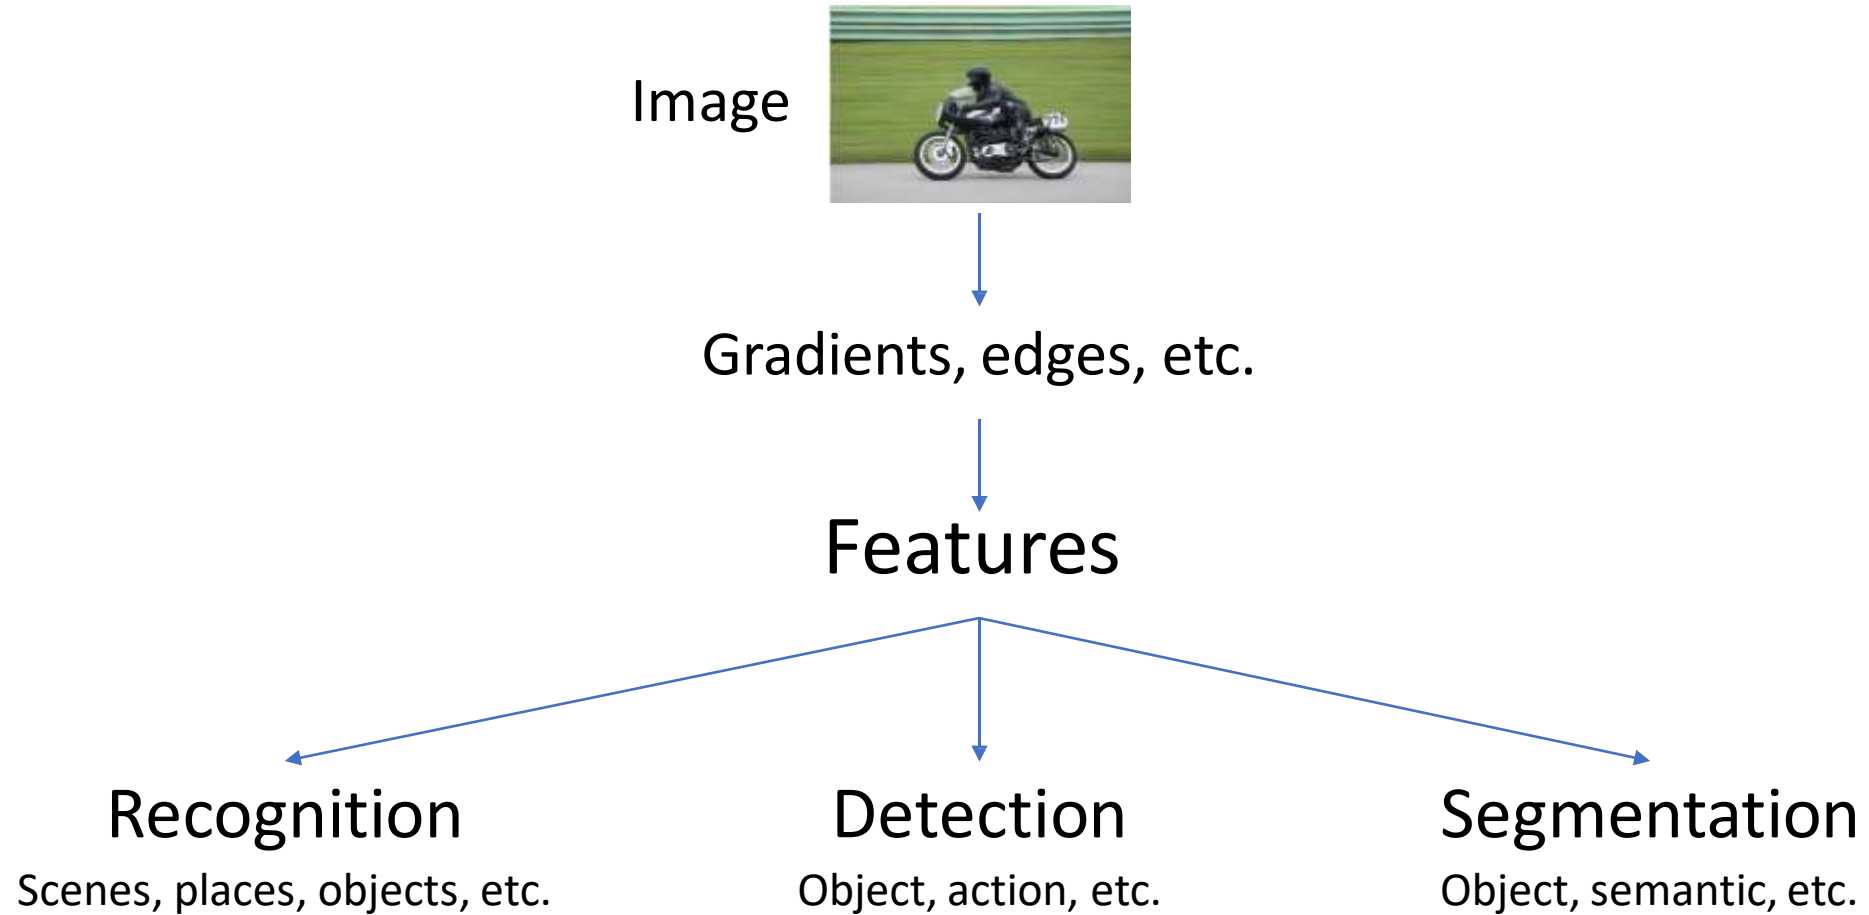 Image
Gradients, edges, etc.
Features
Recognition
Detection
Segmentation
Scenes, places, objects, etc.
Object, action, etc.
Object, semantic, etc.